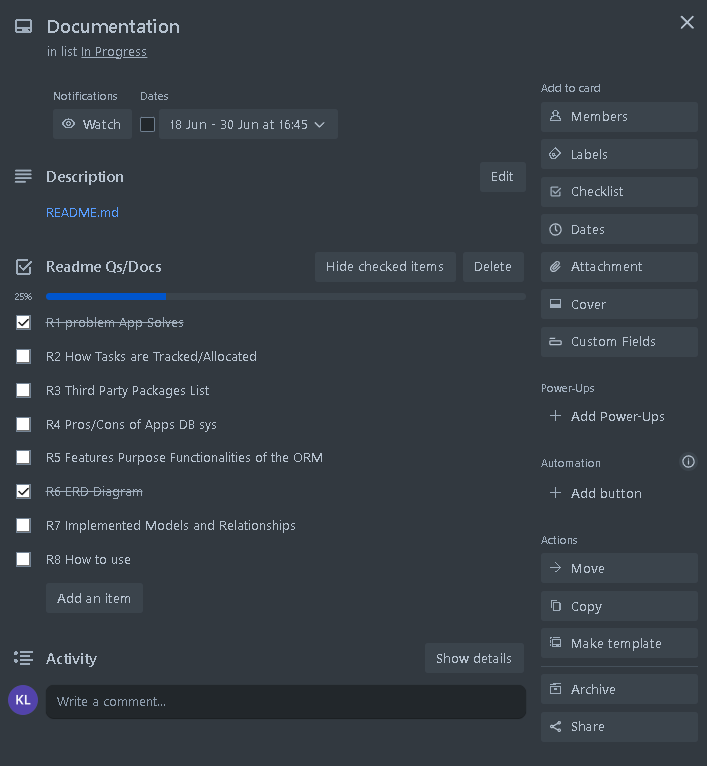 Documentation
in list In Progress
Notifications
Dates
Watch
18 Jun - 30 Jun at 16:45
Description
Edit
README.md
Readme Qs/Docs
Hide checked items
Delete
25%
R1 problem App Solves
R2 How Tasks are Tracked/Allocated
R3 Third Party Packages List
R4 Pros/Cons of Apps DB sys
R5 Features Purpose Functionalities of the ORM
R6 ERD Diagram
R7 Implemented Models and Relationships
R8 How to use
Add an item
Activity
Show details
KL
Write a comment...
Add to card
Members
Labels
Checklist
Dates
Attachment
Cover
Custom Fields
Power-Ups
Add Power-Ups
Automation
Add button
Actions
Move
Copy
Make template
Archive
Share